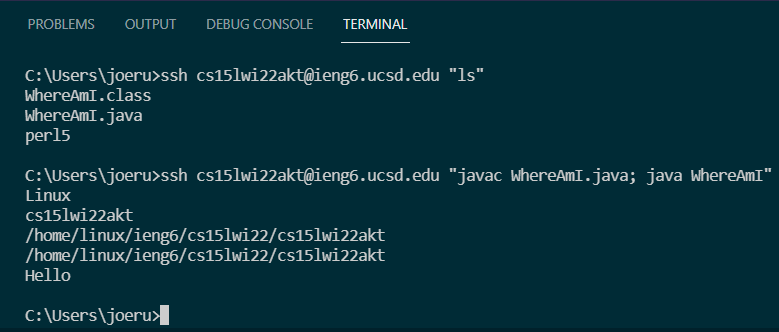 PROBLEMS OUTPUT DEBUG CONSOLE TERMINAL
C:\Users\joeru>ssh cs15lwi22akt@ieng6.ucsd.edu "ls"
WhereAmI.class
WhereAmI.java
perl5
C:\Users\joeru>ssh cs15lwi22akt@ieng6.ucsd.edu "javac WhereAmI.java; java WhereAmI"
Linux
cs15lwi22akt
/home/linux/ieng6/cs15lwi22/cs15lwi22akt
/home/linux/ieng6/cs15lwi22/cs15lwi22akt
Hello
C:\Users\joeru>